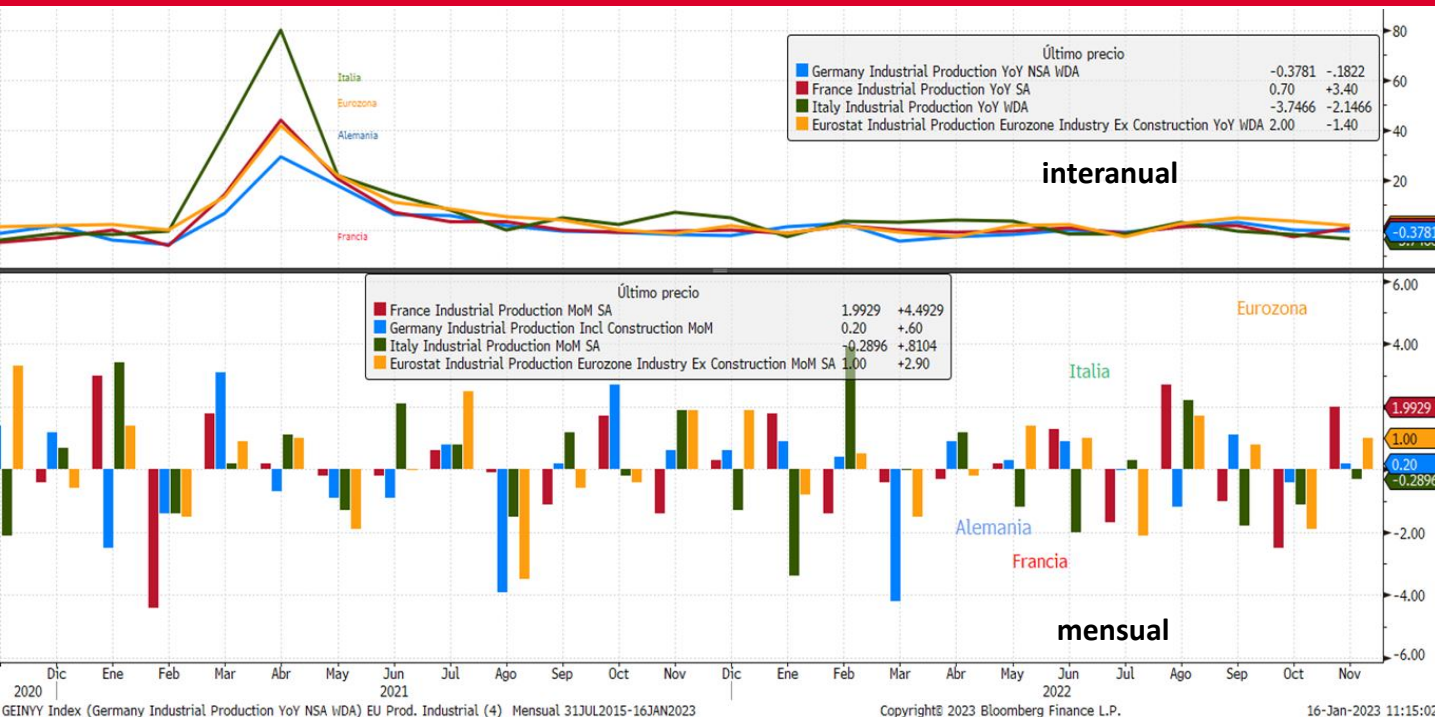 Último precio
Germany Industrial Production YoY NSA WDA -0.3781 -.1822
France Industrial Production YoY SA 0.70 +3.40
Italy Industrial Production YoY WDA -3.7466 -2.1466
Eurostat Industrial Production Eurozone Industry Ex Construction YoY WDA 2.00 -1.40
80
60
40
20
Italia
Eurozona
Alemania
Francia
interanual
-0.3781
Último precio
France Industrial Production MoM SA 1.9929 +4.4929
Germany Industrial Production Incl Construction MoM 0.20 +.60
Italy Industrial Production MoM SA -0.2896 +.8104
Eurostat Industrial Production Eurozone Industry Ex Construction MoM SA 1.00 +2.90
Eurozona
Italia
Alemania
Francia
mensual
6.00
4.00
1.9929
1.00
0.20
-0.2896
-2.00
-4.00
-6.00
Dic Ene Feb Mar Abr May Jun Jul Ago Sep Oct Nov Dic Ene Feb Mar Abr May Jun Jul Ago Sep Oct Nov
2020 2021 2022
GEINYY Index (Germany Industrial Production YoY NSA WDA) EU Prod. Industrial (4) Mensual 31JUL2015-16JAN2023 Copyright© 2023 Bloomberg Finance L.P. 16-Jan-2023 11:15:02